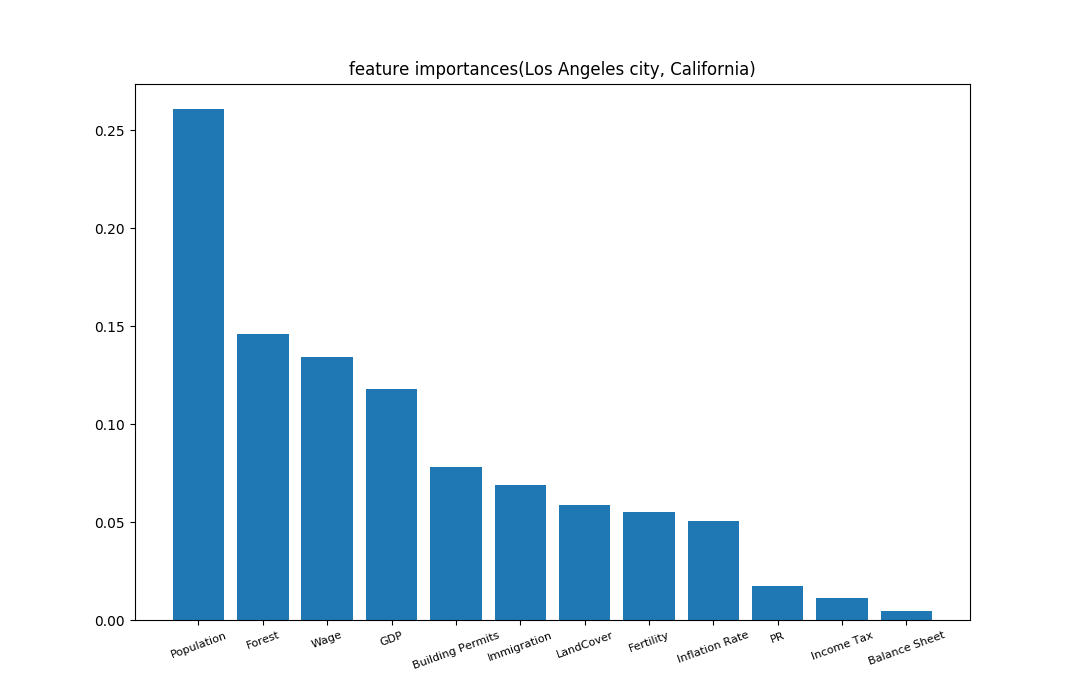 feature importances(Los Angeles city, California)
0.25
0.20
0.15
0.10
0.05
0.00
Population
Forest
Wage
GDP
Building Permits
Immigration
LandCover
Fertility
Inflation Rate
PR
Income Tax
Balance Sheet